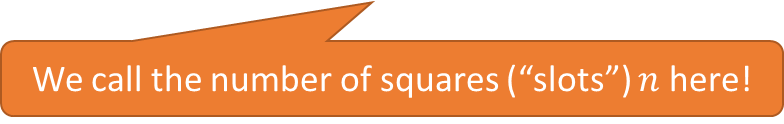 We call the number of squares (“slots”) n here!